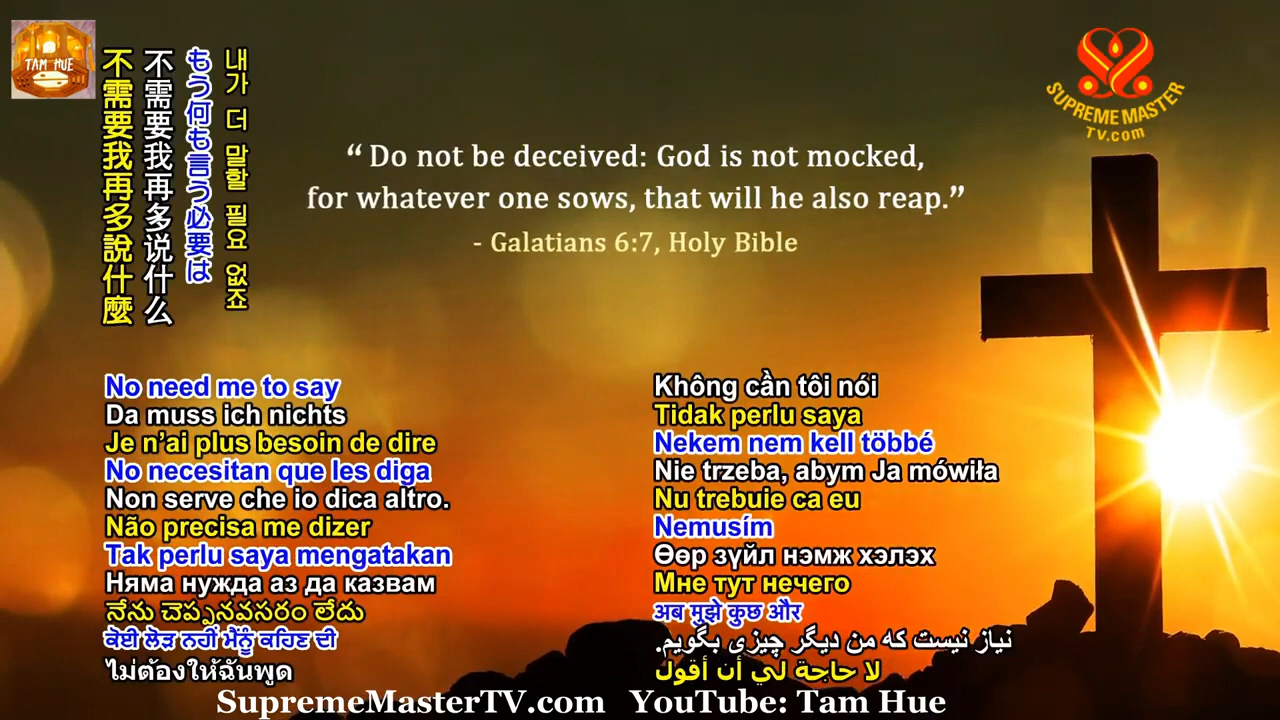 TAM HUE
不需要我再多說什麼
不需要我再多说什么
もう何も言う必要は
내가 더 말할 필요 없죠
SUPREME MASTER
TV.com
“ Do not be deceived: God is not mocked,
for whatever one sows, that will he also reap.”
- Galatians 6:7, Holy Bible
No need me to say
Da muss ich nichts
Je n’ai plus besoin de dire
No necesitan que les diga
Non serve che io dica altro.
Não precisa me dizer
Tak perlu saya mengatakan
Няма нужда аз да казвам
నేను చెప్పనవసరం లేదు
ਕੋਈ ਲੋੜ ਨਹੀਂ ਮੈਨੂੰ ਕਹਿਣ ਦੀ
ไม่ต้องให้ฉันพูด
Không cần tôi nói
Tidak perlu saya
Nekem nem kell többé
Nie trzeba, abym Ja mówiła
Nu trebuie ca eu
Nemusím
Өөр зүйл нэмж хэлэх
Мне тут нечего
अब मुझे कुछ और
نیاز نیست که من دیگر چیزی بگویم.
لا حاجة لي أن أقول
SupremeMasterTV.com YouTube: Tam Hue